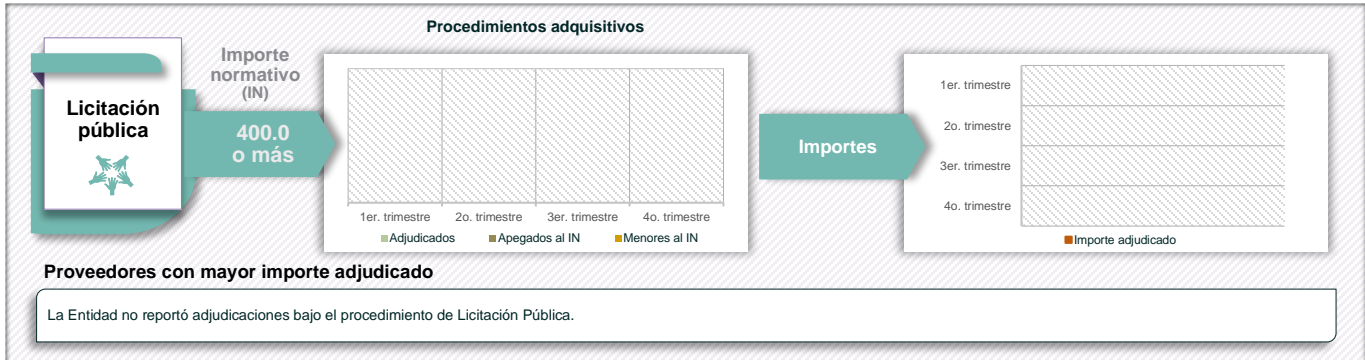 Procedimientos adquisitivos
Licitación
pública
Importe
normativo
(IN)
400.0
o más
1er. trimestre
2o. trimestre
3er. trimestre
4o. trimestre
Adjudicados
Apegados al IN
Menores al IN
Importes
1er. trimestre
2o. trimestre
3er. trimestre
4o. trimestre
Importe adjudicado
Proveedores con mayor importe adjudicado
La Entidad no reportó adjudicaciones bajo el procedimiento de Licitación Pública.